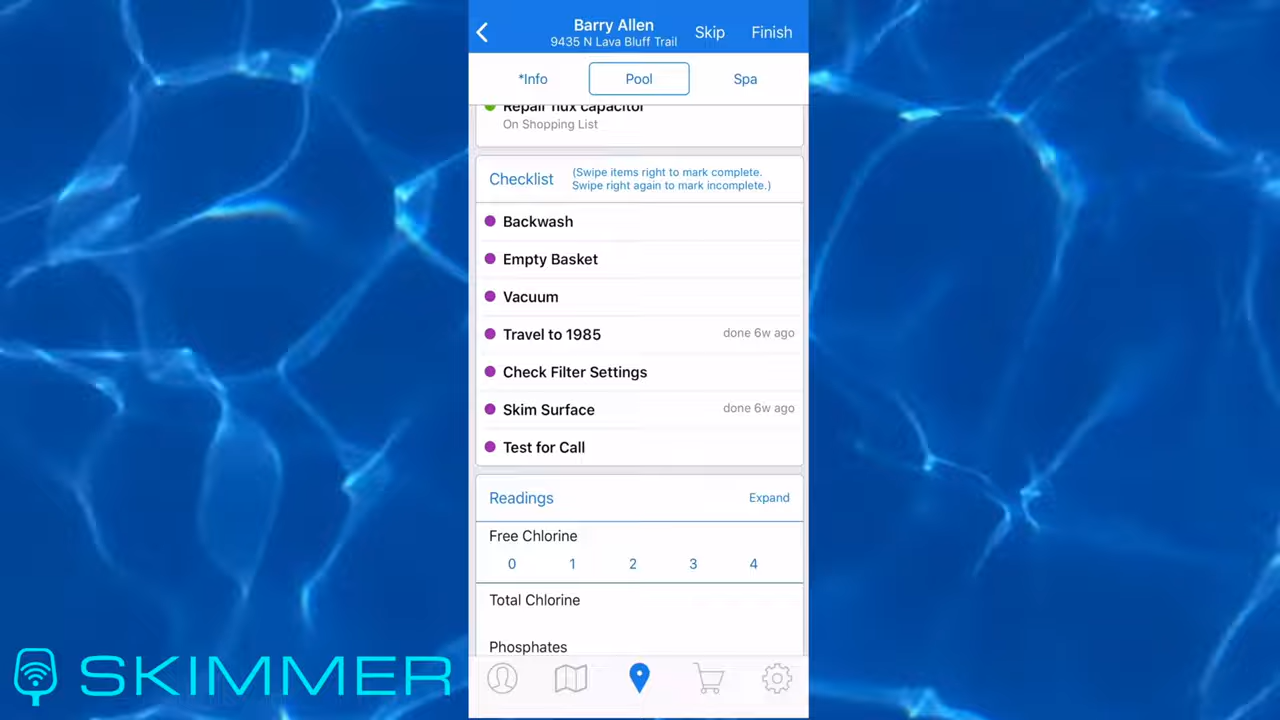 Barry Allen
9435 N Lava Bluff Trail
Skip
Finish
*Info
Pool
Spa
Repair flux capacitor
On Shopping List
Checklist
(Swipe items right to mark complete.
Swipe right again to mark incomplete.)
Backwash
Empty Basket
Vacuum
Travel to 1985
done 6w ago
Check Filter Settings
Skim Surface
done 6w ago
Test for Call
Readings
Expand
Free Chlorine
0 1 2 3 4
Total Chlorine
Phosphates
SKIMMER